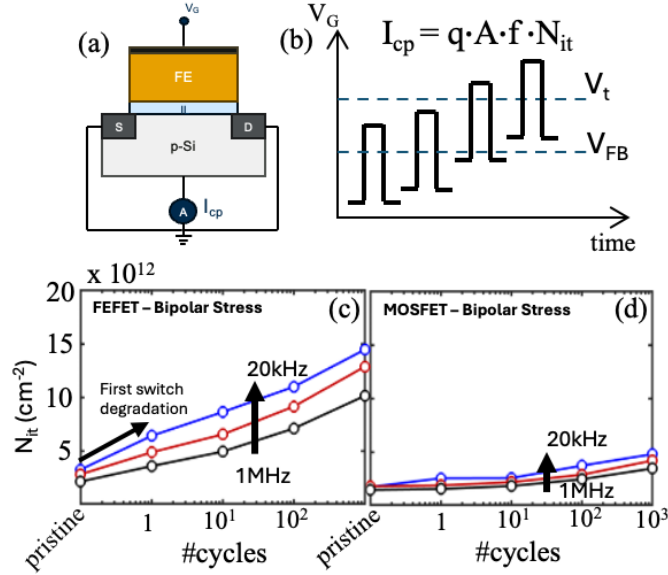 V_G
(a)
FE
IL
S
D
p-Si
A
I_cp
(b)
V_G
I_cp = q·A·f·N_it
V_t
V_FB
time
x 10^12
FEFET – Bipolar Stress
(c)
20
15
10
5
N_it (cm^-2)
First switch
degradation
20kHz
1MHz
pristine
1
10^1
10^2
#cycles
MOSFET – Bipolar Stress
(d)
20kHz
1MHz
pristine
1
10^1
10^2
10^3
#cycles